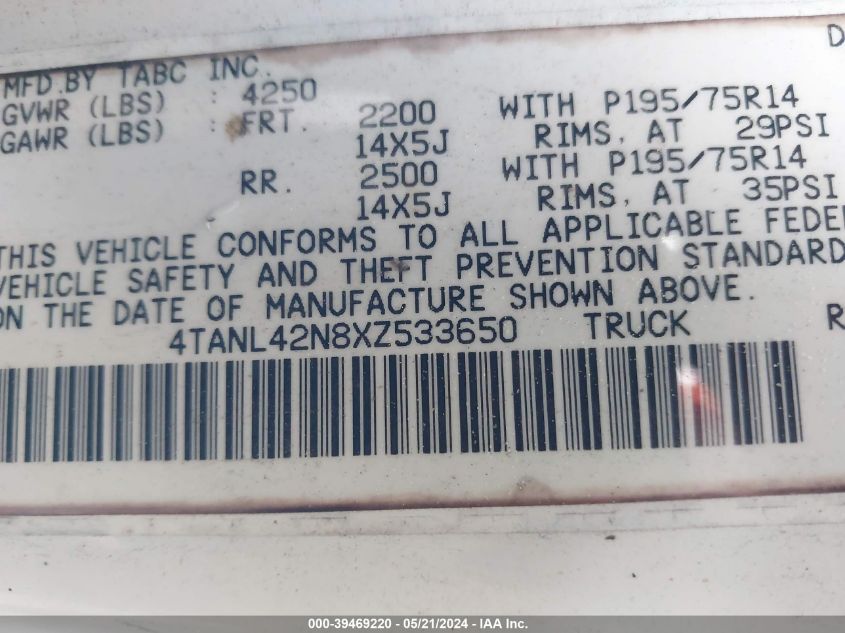 D
MFD.BY TABC INC.
GVWR (LBS) : 4250
GAWR (LBS) : FRT. 2200 WITH P195/75R14
14X5J RIMS, AT 29PSI
RR. 2500 WITH P195/75R14
14X5J RIMS, AT 35PSI
THIS VEHICLE CONFORMS TO ALL APPLICABLE FEDE
VEHICLE SAFETY AND THEFT PREVENTION STANDARD
ON THE DATE OF MANUFACTURE SHOWN ABOVE.
4TANL42N8XZ533650 TRUCK R
000-39469220 - 05/21/2024 - IAA Inc.